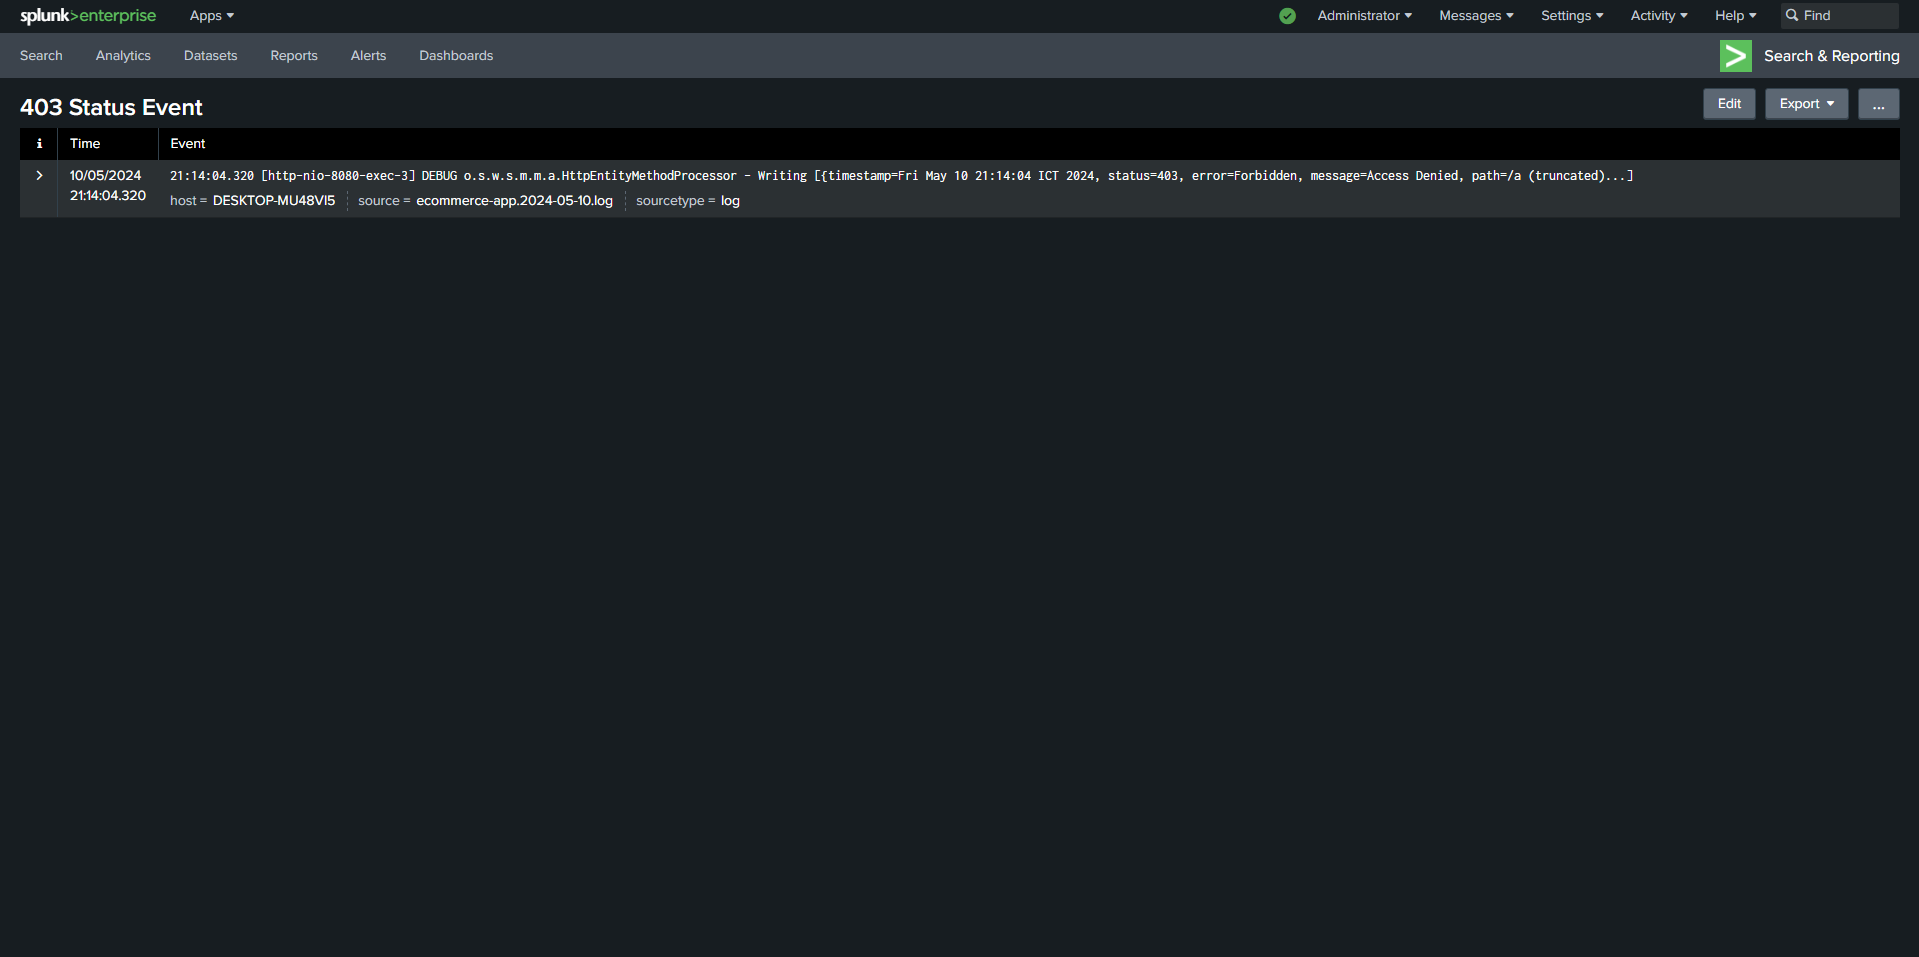 splunk>enterprise Apps Administrator Messages Settings Activity Help Find
Search Analytics Datasets Reports Alerts Dashboards Search & Reporting
403 Status Event Edit Export ...
i Time Event
10/05/2024 21:14:04.320 [http-nio-8080-exec-3] DEBUG o.s.w.s.m.m.a.HttpEntityMethodProcessor - Writing [{timestamp=Fri May 10 21:14:04 ICT 2024, status=403, error=Forbidden, message=Access Denied, path=/a (truncated)...]
21:14:04.320 host = DESKTOP-MU48VI5 source = ecommerce-app.2024-05-10.log sourcetype = log